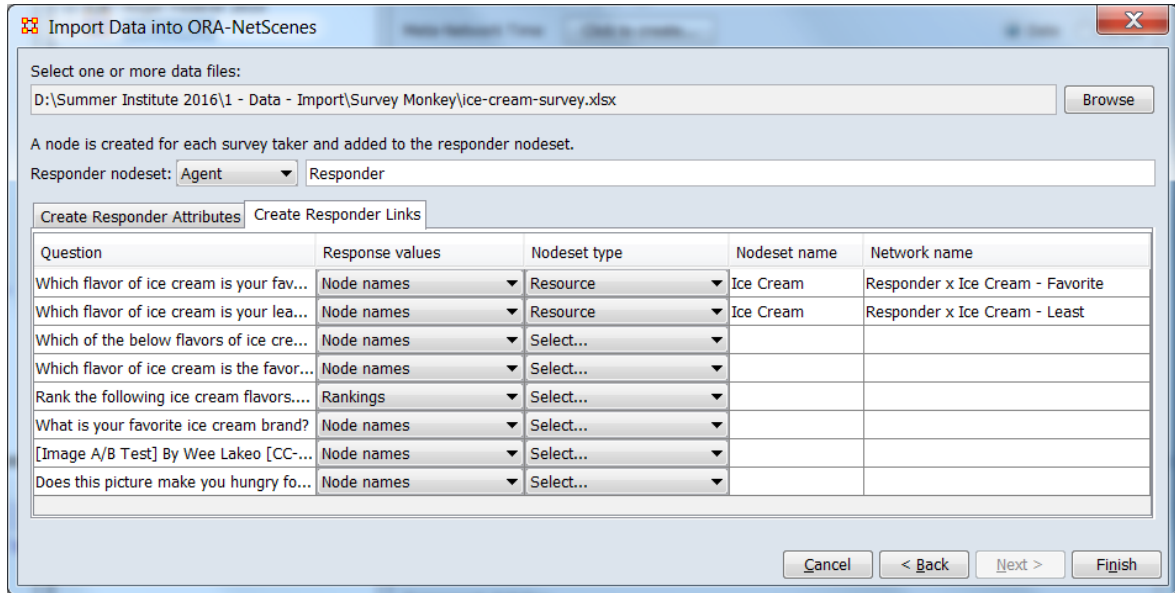 Import Data into ORA-NetScenes
Select one or more data files:
D:\Summer Institute 2016\1 - Data - Import\Survey Monkey\ice-cream-survey.xlsx Browse
A node is created for each survey taker and added to the responder nodeset.
Responder nodeset: Agent Responder
Create Responder Attributes Create Responder Links
Question Response values Nodeset type Nodeset name Network name
Which flavor of ice cream is your fav... Node names Resource Ice Cream Responder x Ice Cream - Favorite
Which flavor of ice cream is your lea... Node names Resource Ice Cream Responder x Ice Cream - Least
Which of the below flavors of ice cre... Node names Select...
Which flavor of ice cream is the favor... Node names Select...
Rank the following ice cream flavors.... Rankings Select...
What is your favorite ice cream brand? Node names Select...
[Image A/B Test] By Wee Lakeo [CC-... Node names Select...
Does this picture make you hungry fo... Node names Select...
Cancel < Back Next > Finish